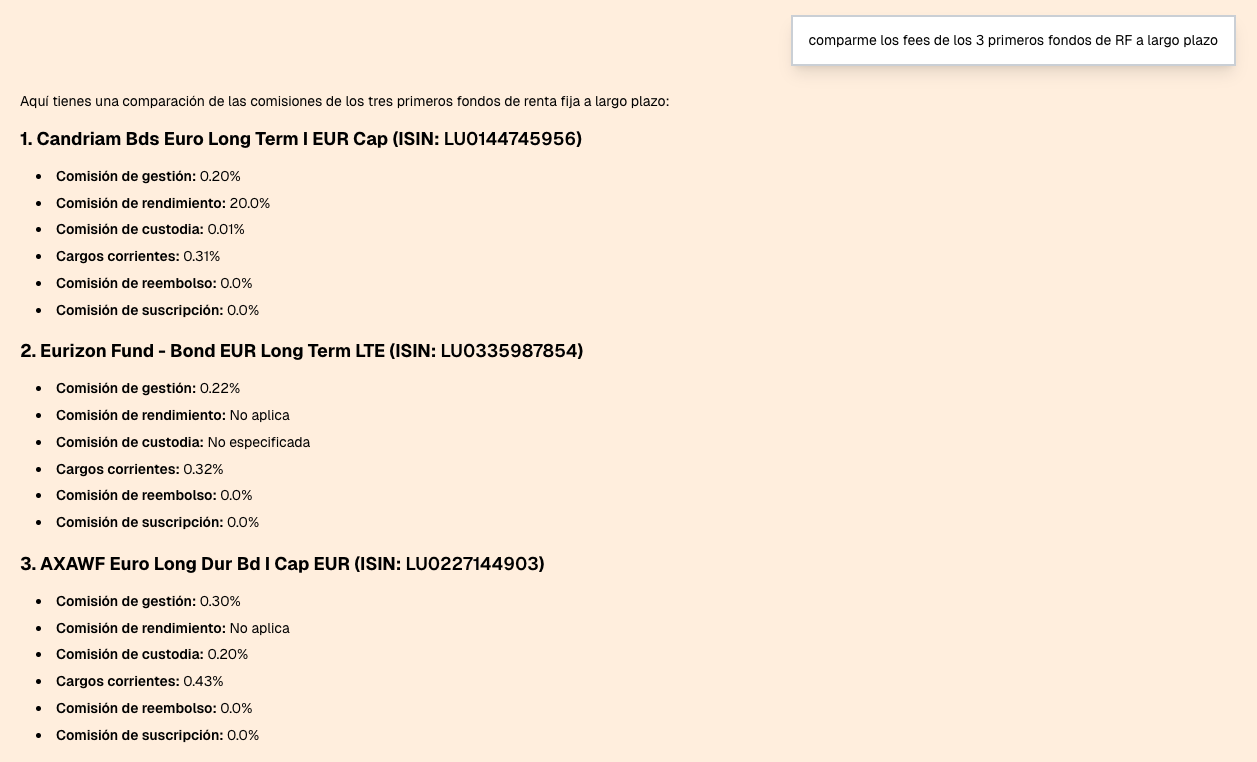 comparme los fees de los 3 primeros fondos de RF a largo plazo
Aquí tienes una comparación de las comisiones de los tres primeros fondos de renta fija a largo plazo:
1. Candriam Bds Euro Long Term I EUR Cap (ISIN: LU0144745956)
• Comisión de gestión: 0.20%
• Comisión de rendimiento: 20.0%
• Comisión de custodia: 0.01%
• Cargos corrientes: 0.31%
• Comisión de reembolso: 0.0%
• Comisión de suscripción: 0.0%
2. Eurizon Fund - Bond EUR Long Term LTE (ISIN: LU0335987854)
• Comisión de gestión: 0.22%
• Comisión de rendimiento: No aplica
• Comisión de custodia: No especificada
• Cargos corrientes: 0.32%
• Comisión de reembolso: 0.0%
• Comisión de suscripción: 0.0%
3. AXAWF Euro Long Dur Bd I Cap EUR (ISIN: LU0227144903)
• Comisión de gestión: 0.30%
• Comisión de rendimiento: No aplica
• Comisión de custodia: 0.20%
• Cargos corrientes: 0.43%
• Comisión de reembolso: 0.0%
• Comisión de suscripción: 0.0%